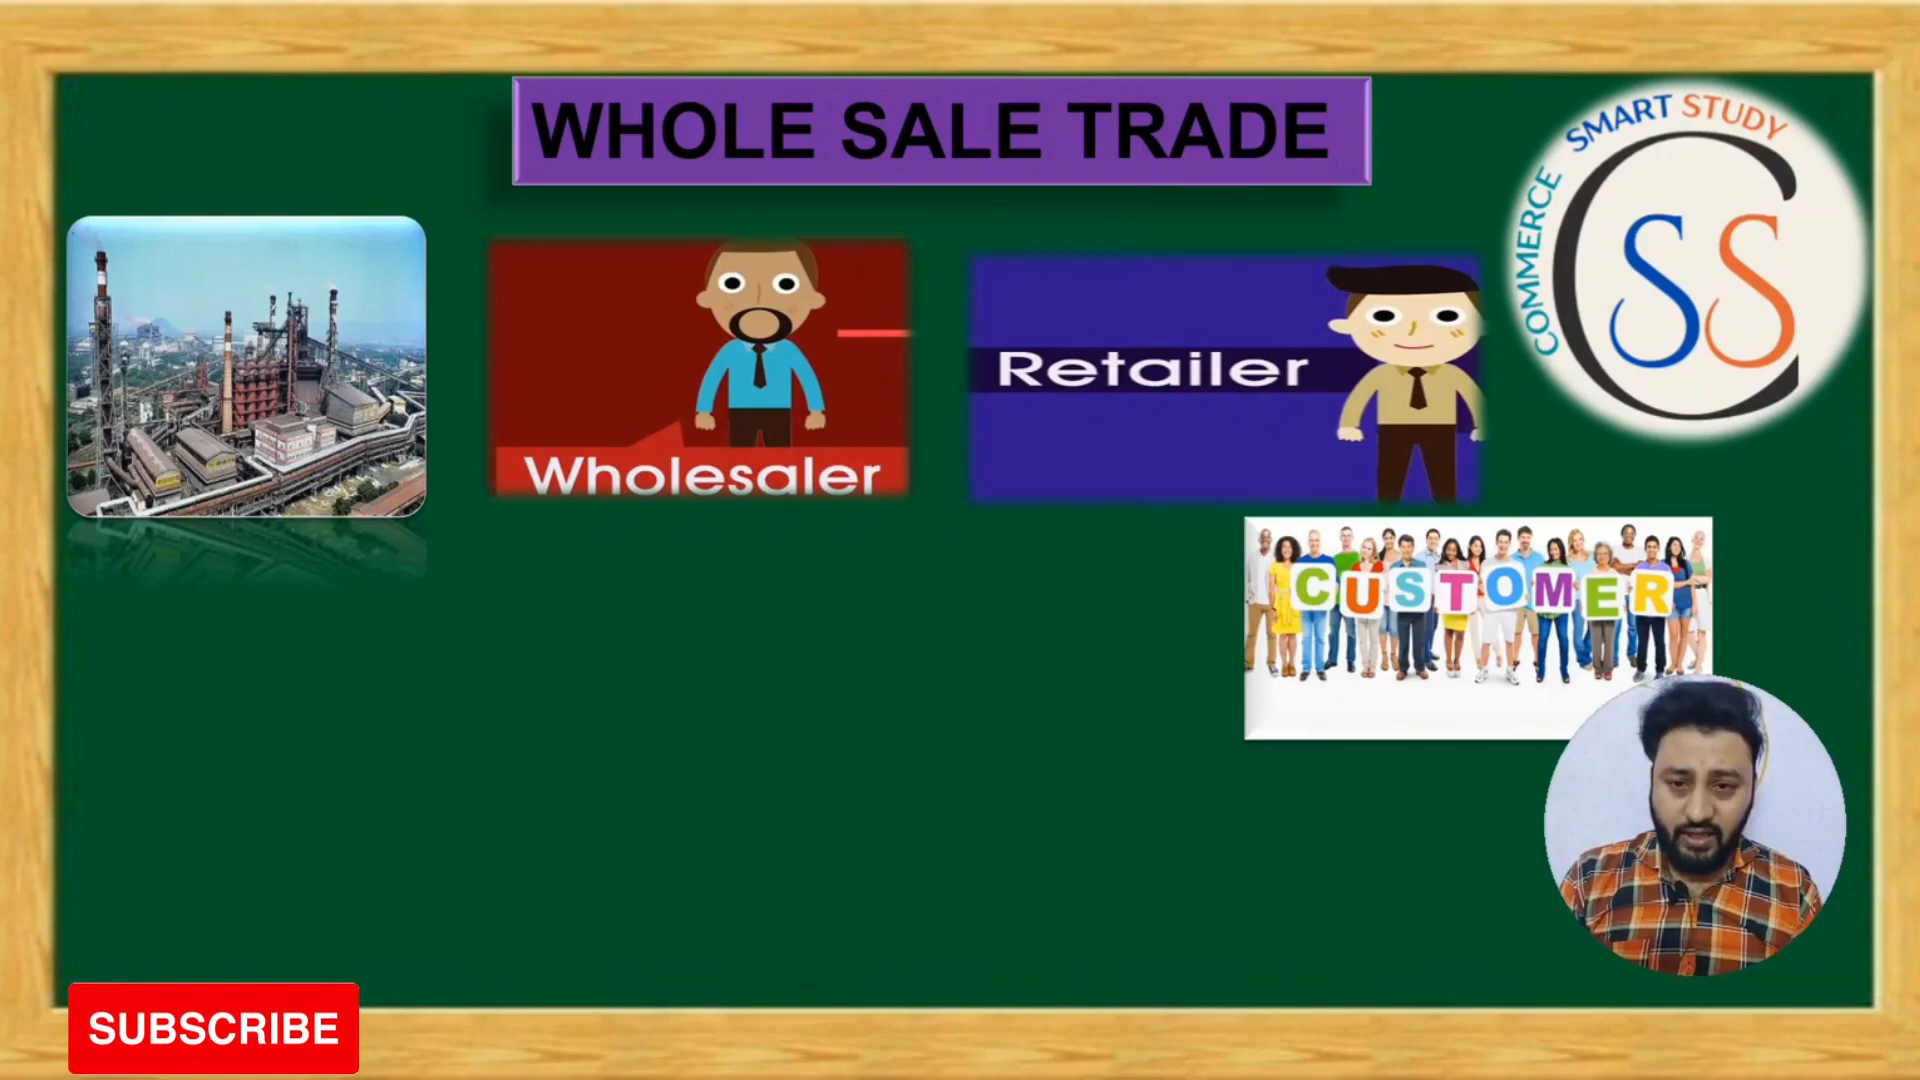 WHOLE SALE TRADE
COMMERCE SMART STUDY
CSS
Wholesaler
Retailer
CUSTOMER
SUBSCRIBE